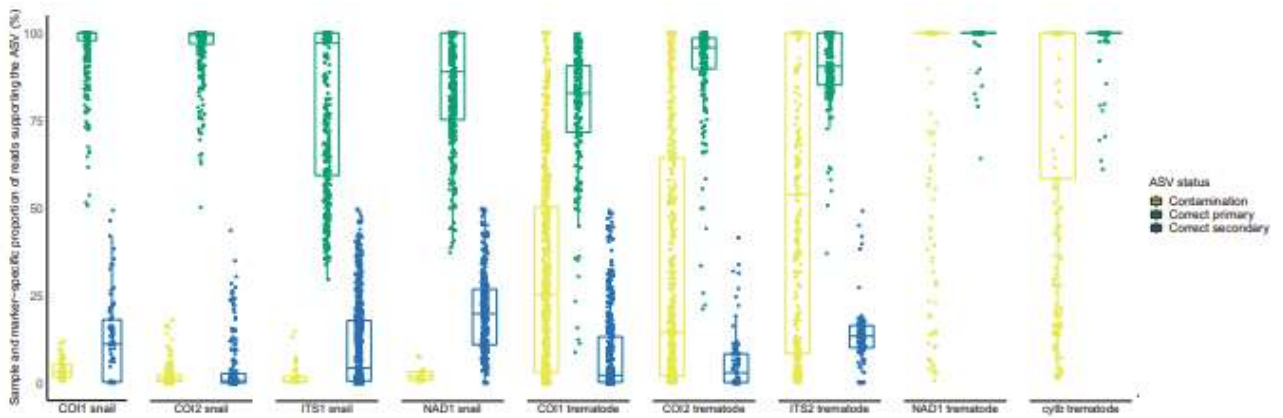 Sample and marker-specific proportion of reads supporting the ASV (%)
100
75
50
25
0
COI1 snail
COI2 snail
ITS1 snail
NAD1 snail
COI1 trematode
COI2 trematode
ITS2 trematode
NAD1 trematode
cytb trematode
ASV status
Contamination
Correct primary
Correct secondary